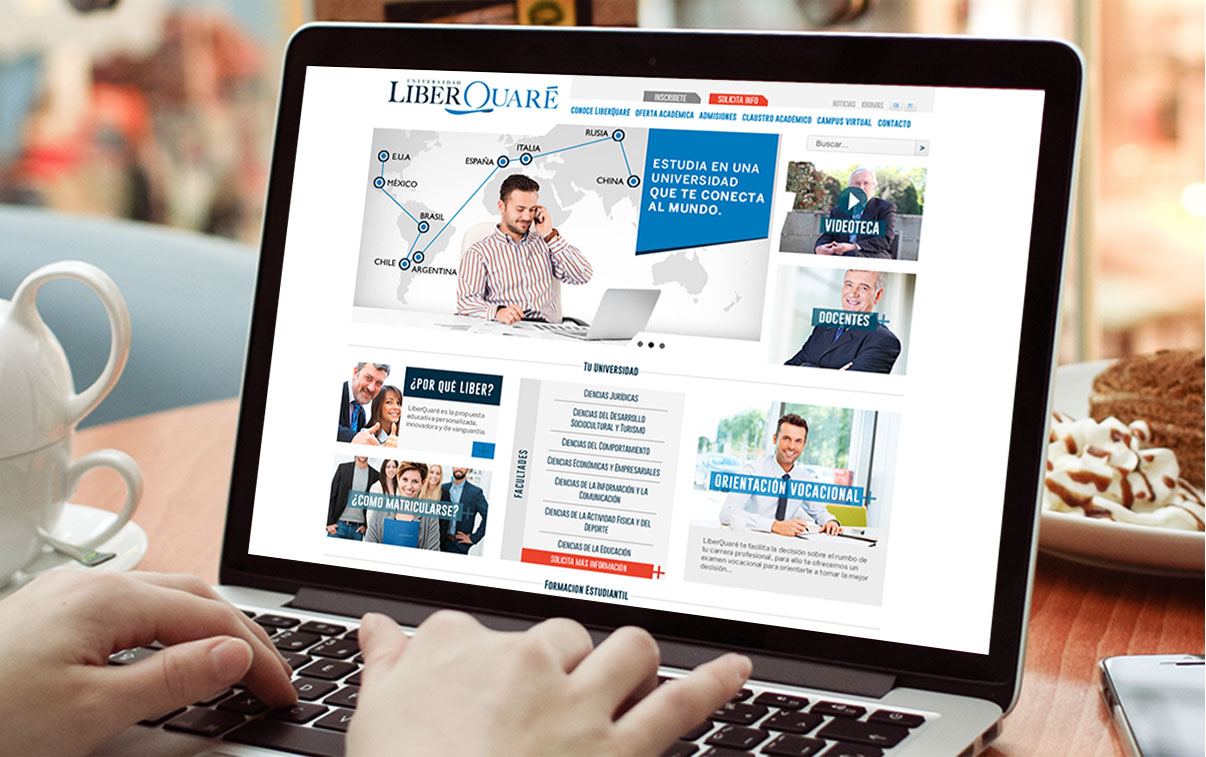 UNIVERSIDAD
LIBERQUARÉ
INSCRIBETE
SOLICITA INFO
NOTICIAS IDIOMAS EN PT
CONOCE LIBERQUARE OFERTA ACADÉMICA ADMISIONES CLAUSTRO ACADÉMICO CAMPUS VIRTUAL CONTACTO
Buscar... >
RUSIA
ITALIA
ESPAÑA
E.U.A
CHINA
MÉXICO
BRASIL
CHILE
ARGENTINA
ESTUDIA EN UNA
UNIVERSIDAD
QUE TE CONECTA
AL MUNDO.
VIDEOTECA
DOCENTES +
TU UNIVERSIDAD
¿POR QUÉ LIBER?
LiberQuaré es la propuesta
educativa personalizada,
innovadora y de vanguardia.
¿COMO MATRICULARSE? +
FACULTADES
CIENCIAS JURÍDICAS
CIENCIAS DEL DESARROLLO
SOCIOCULTURAL Y TURISMO
CIENCIAS DEL COMPORTAMIENTO
CIENCIAS ECONÓMICAS Y EMPRESARIALES
CIENCIAS DE LA INFORMACIÓN Y LA
COMUNICACIÓN
CIENCIAS DE LA ACTIVIDAD FISICA Y DEL
DEPORTE
CIENCIAS DE LA EDUCACIÓN
SOLICITA MÁS INFORMACIÓN +
ORIENTACIÓN VOCACIONAL +
LiberQuaré te facilita la decisión sobre el rumbo de
tu carrera profesional, para ello te ofrecemos un
examen vocacional para orientarte a tomar la mejor
decisión...
FORMACION ESTUDIANTIL